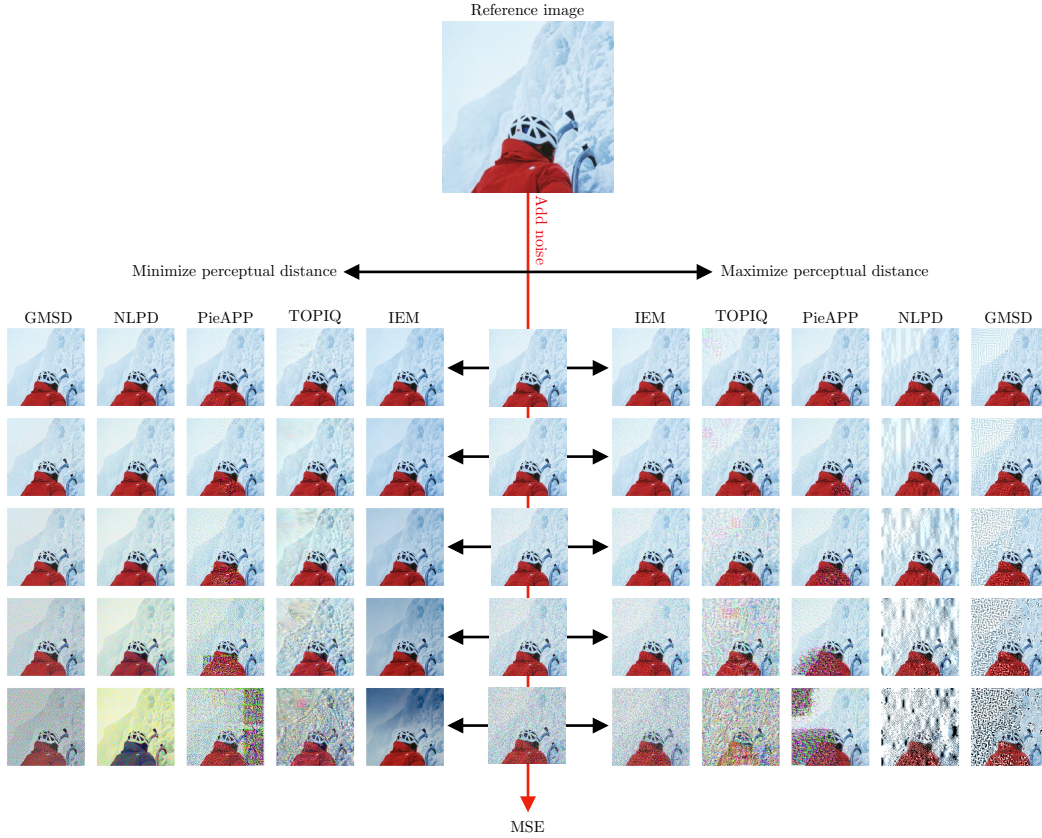 Reference image
Add noise
Minimize perceptual distance
Maximize perceptual distance
GMSD NLPD PieAPP TOPIQ IEM IEM TOPIQ PieAPP NLPD GMSD
MSE